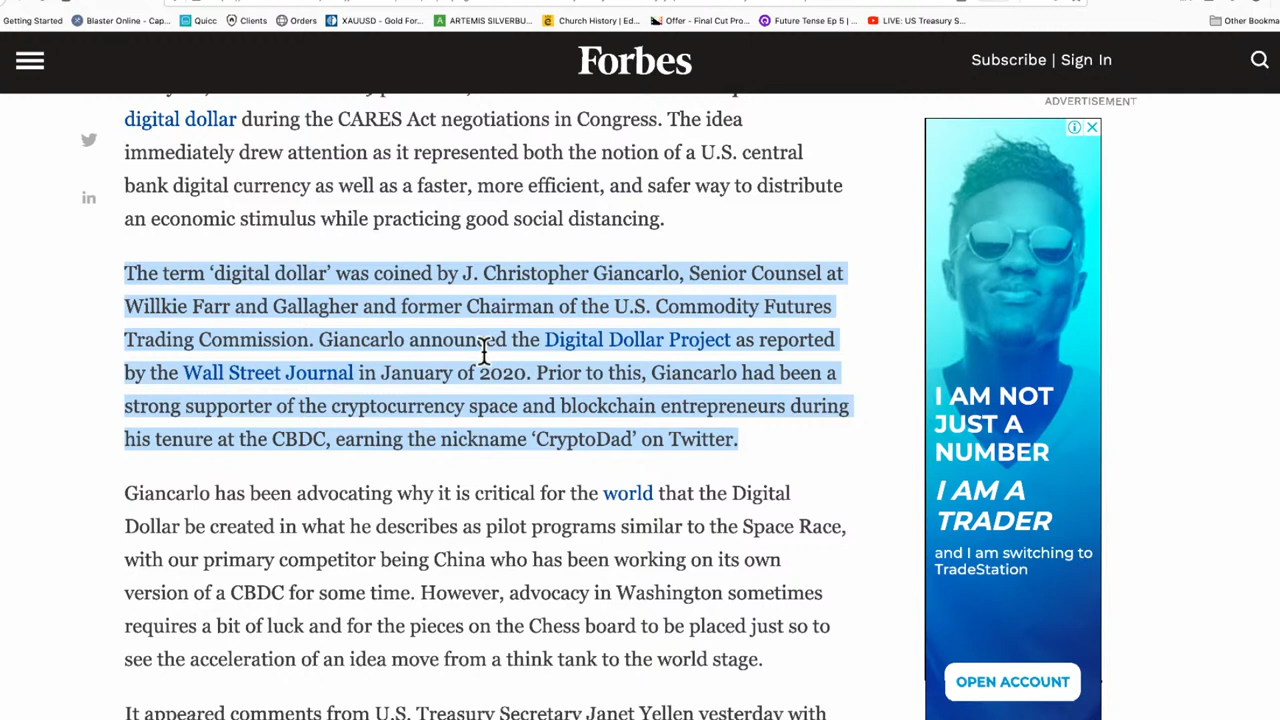 Getting Started
Blaster Online - Cap...
Quicc
Clients
Orders
XAUUSD - Gold For...
ARTEMIS SILVERBU...
Church History | Ed...
Offer - Final Cut Pro...
Future Tense Ep 5 | ...
LIVE: US Treasury S...
Other Bookma
Forbes
Subscribe | Sign In
digital dollar during the CARES Act negotiations in Congress. The idea
immediately drew attention as it represented both the notion of a U.S. central
bank digital currency as well as a faster, more efficient, and safer way to distribute
an economic stimulus while practicing good social distancing.
The term ‘digital dollar’ was coined by J. Christopher Giancarlo, Senior Counsel at
Willkie Farr and Gallagher and former Chairman of the U.S. Commodity Futures
Trading Commission. Giancarlo announced the Digital Dollar Project as reported
by the Wall Street Journal in January of 2020. Prior to this, Giancarlo had been a
strong supporter of the cryptocurrency space and blockchain entrepreneurs during
his tenure at the CBDC, earning the nickname ‘CryptoDad’ on Twitter.
Giancarlo has been advocating why it is critical for the world that the Digital
Dollar be created in what he describes as pilot programs similar to the Space Race,
with our primary competitor being China who has been working on its own
version of a CBDC for some time. However, advocacy in Washington sometimes
requires a bit of luck and for the pieces on the Chess board to be placed just so to
see the acceleration of an idea move from a think tank to the world stage.
It appeared comments from U.S. Treasury Secretary Janet Yellen yesterday with
ADVERTISEMENT
I AM NOT
JUST A
NUMBER
I AM A
TRADER
and I am switching to
TradeStation
OPEN ACCOUNT